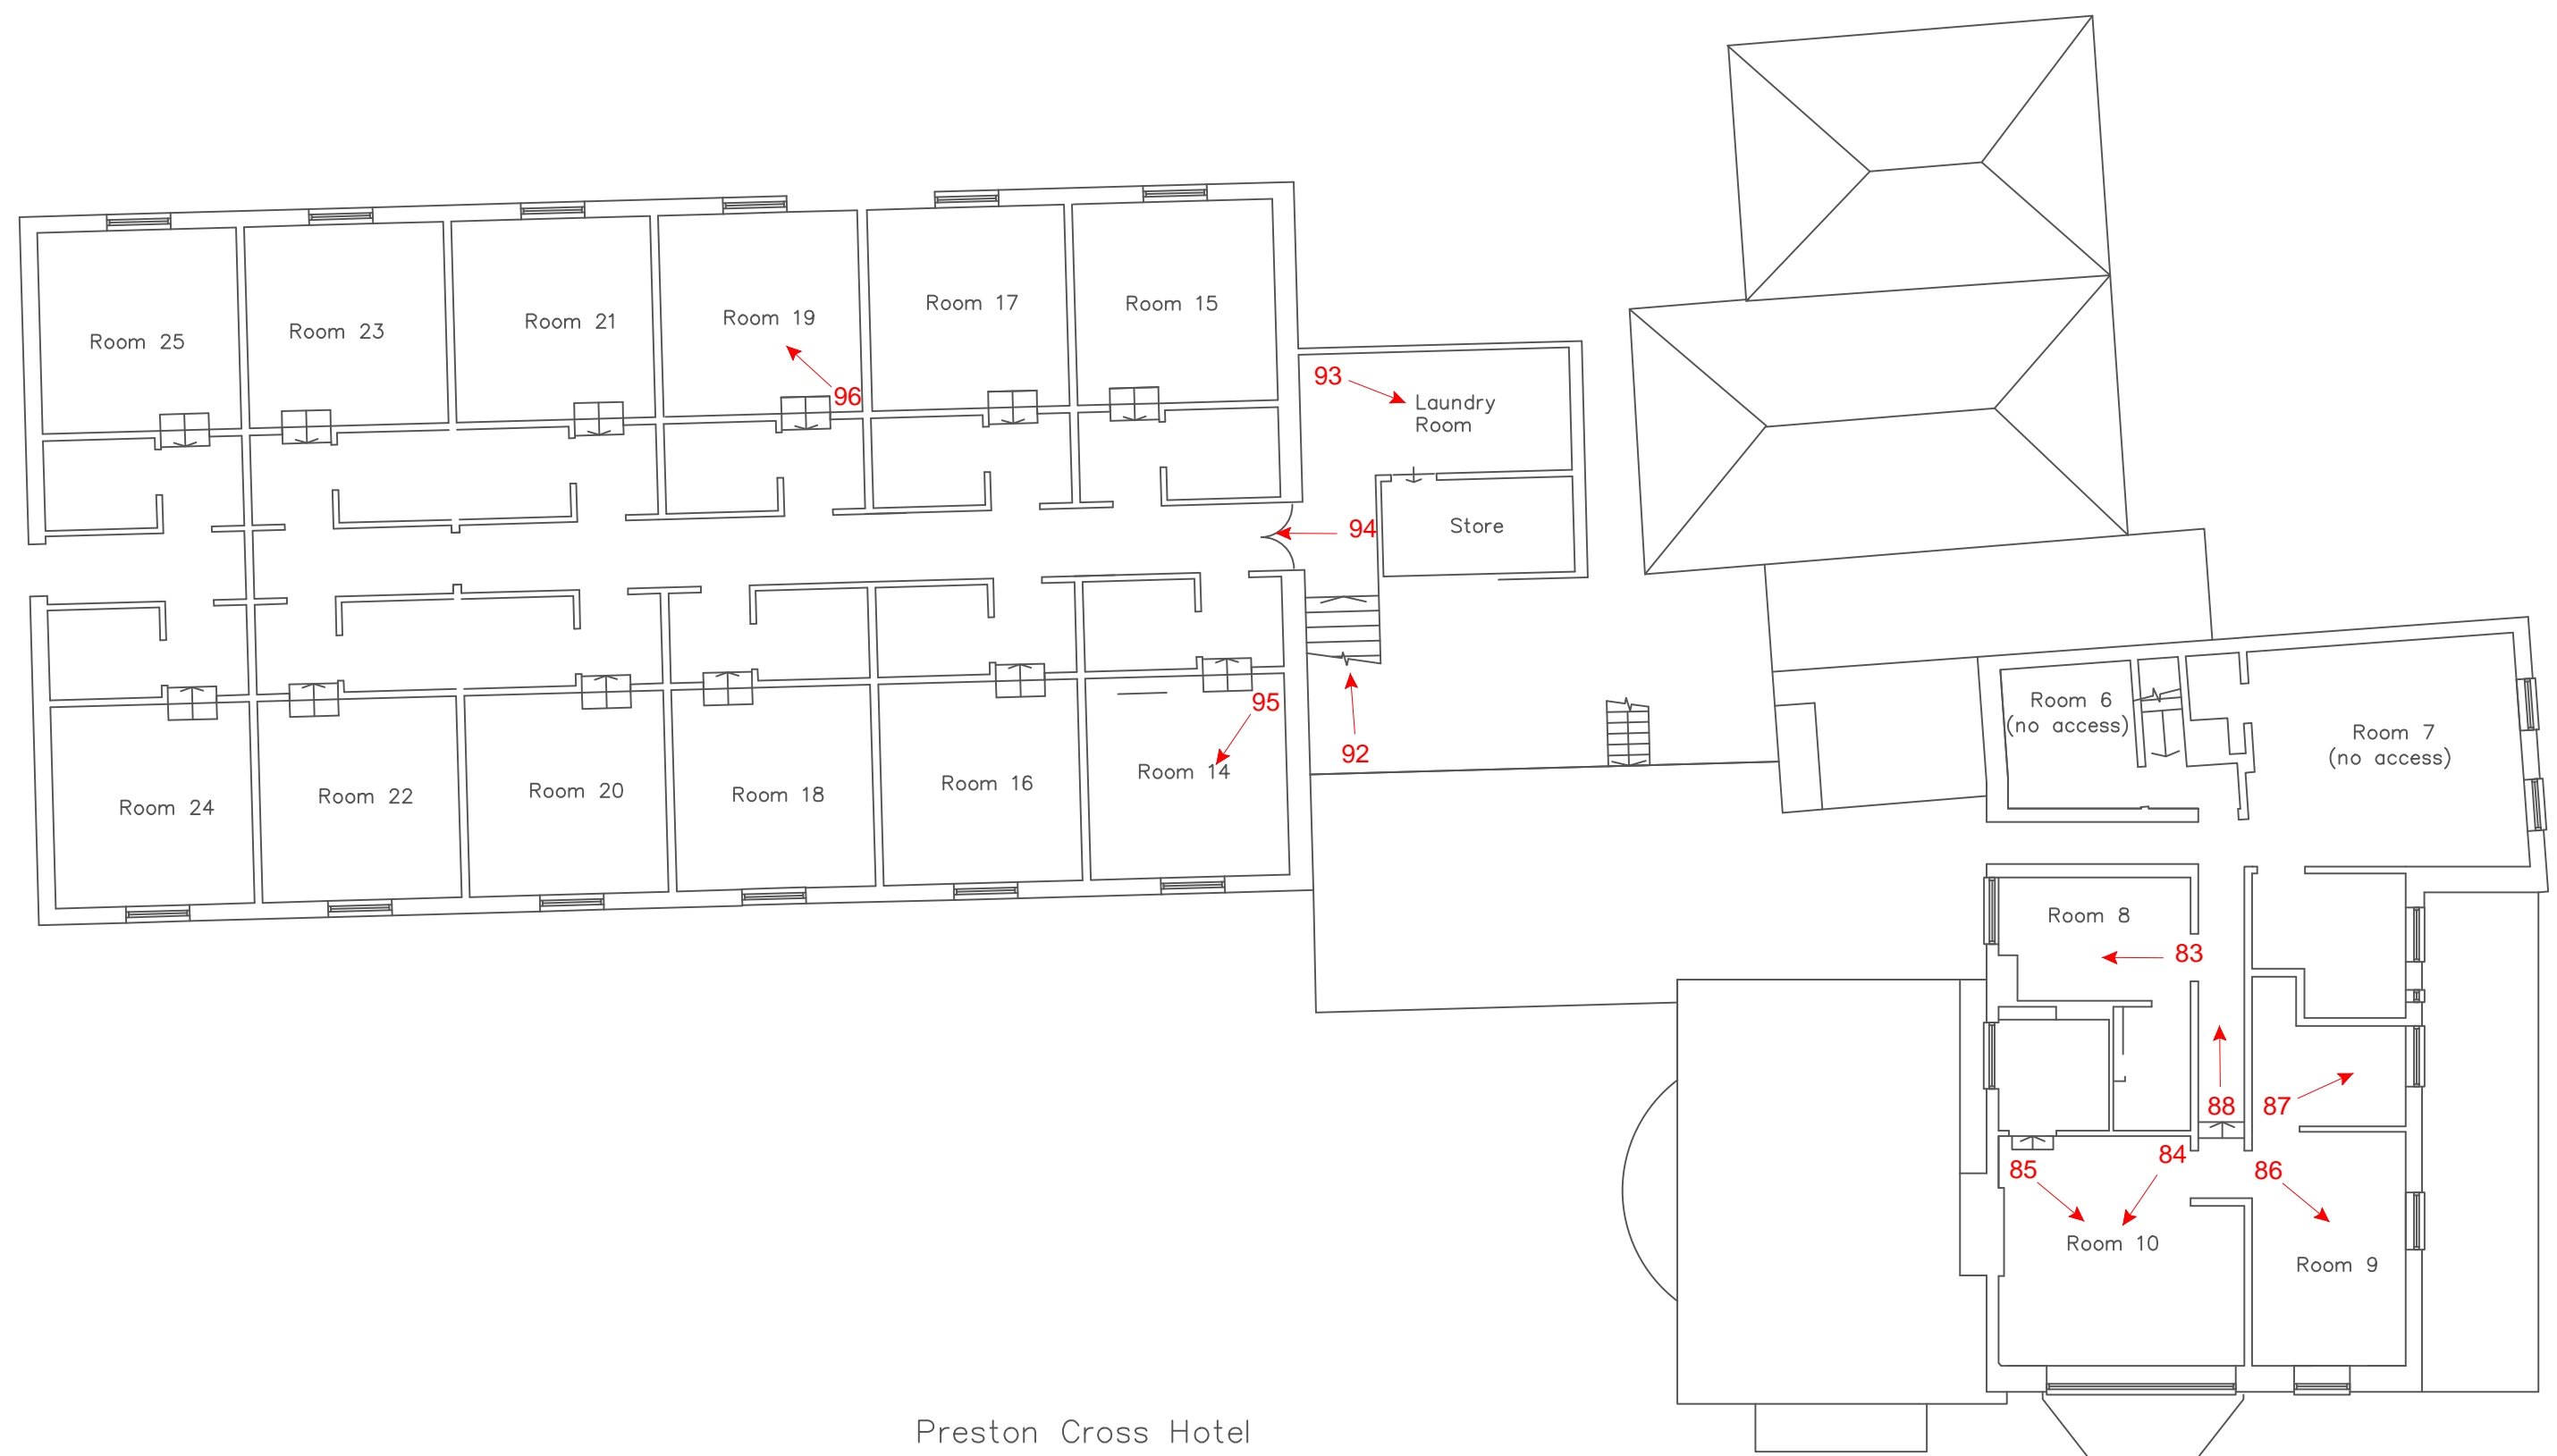 Room 25
Room 23
Room 21
Room 19
Room 17
Room 15
96
93
Laundry
Room
94
Store
95
92
Room 24
Room 22
Room 20
Room 18
Room 16
Room 14
Room 6
(no access)
Room 7
(no access)
Room 8
83
88
87
84
85
86
Room 10
Room 9
Preston Cross Hotel